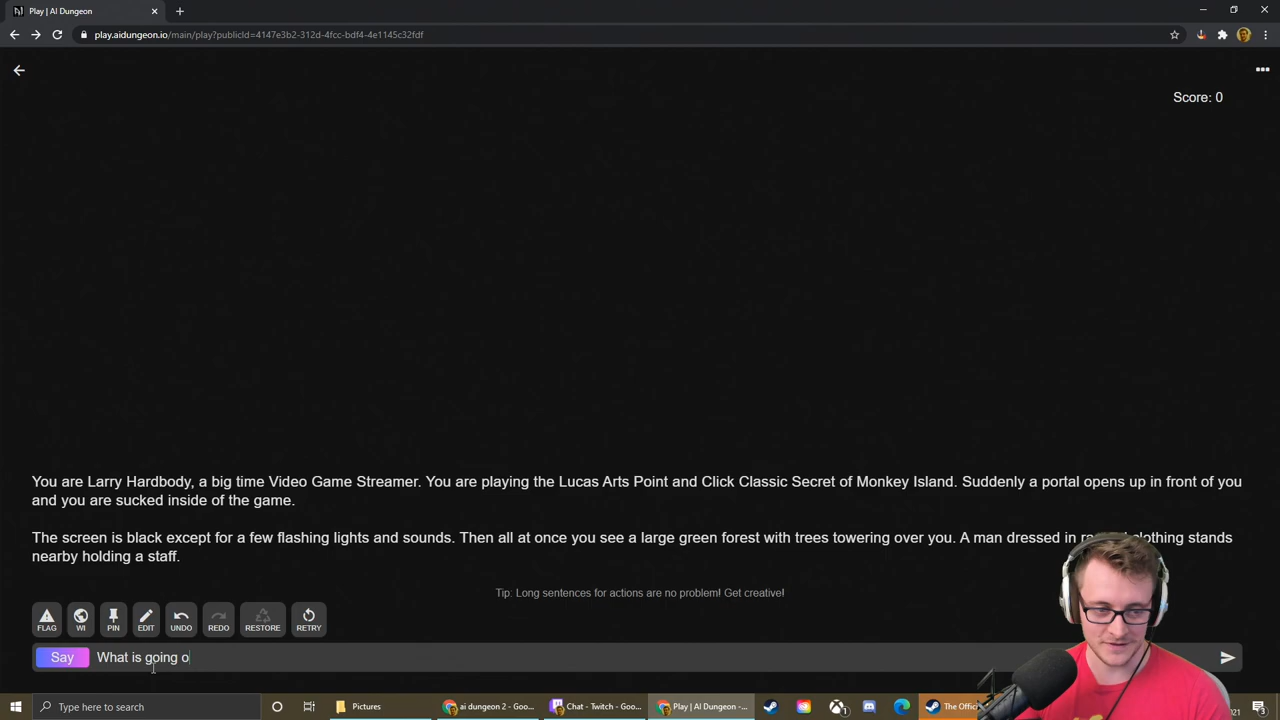 Play | AI Dungeon
play.aidungeon.io/main/play?publicId=4147e3b2-312d-4fcc-bdf4-4e1145c32fdf
Score: 0
You are Larry Hardbody, a big time Video Game Streamer. You are playing the Lucas Arts Point and Click Classic Secret of Monkey Island. Suddenly a portal opens up in front of you
and you are sucked inside of the game.
The screen is black except for a few flashing lights and sounds. Then all at once you see a large green forest with trees towering over you. A man dressed in clothing stands
nearby holding a staff.
Tip: Long sentences for actions are no problem! Get creative!
FLAG WI PIN EDIT UNDO REDO RESTORE RETRY
Say What is going o
Type here to search Pictures ai dungeon 2 - Goo... Chat - Twitch - Goo... Play | AI Dungeon -... The Offic